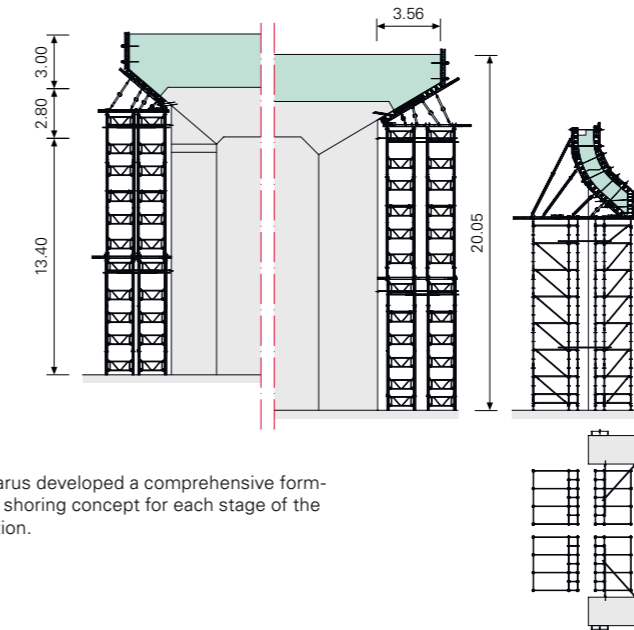 3.56
3.00
2.80
13.40
20.05
arus developed a comprehensive form-
shoring concept for each stage of the
tion.